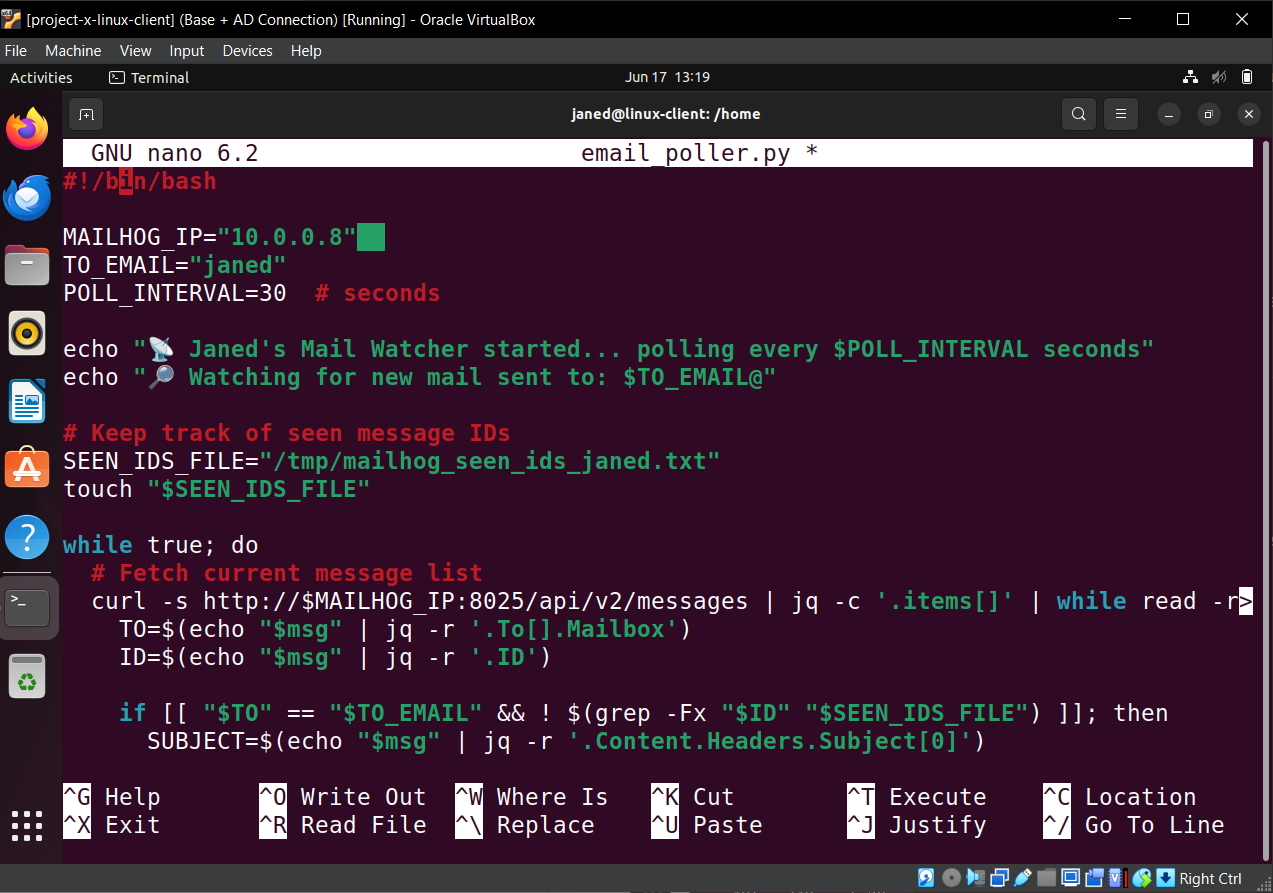 [project-x-linux-client] (Base + AD Connection) [Running] - Oracle VirtualBox
File Machine View Input Devices Help
Activities Terminal Jun 17 13:19
janed@linux-client: /home
GNU nano 6.2 email_poller.py *
#!/bin/bash
MAILHOG_IP="10.0.0.8"
TO_EMAIL="janed"
POLL_INTERVAL=30  # seconds
echo "📡 Janed's Mail Watcher started... polling every $POLL_INTERVAL seconds"
echo "🔎 Watching for new mail sent to: $TO_EMAIL@"
# Keep track of seen message IDs
SEEN_IDS_FILE="/tmp/mailhog_seen_ids_janed.txt"
touch "$SEEN_IDS_FILE"
while true; do
  # Fetch current message list
  curl -s http://$MAILHOG_IP:8025/api/v2/messages | jq -c '.items[]' | while read -r>
    TO=$(echo "$msg" | jq -r '.To[].Mailbox')
    ID=$(echo "$msg" | jq -r '.ID')
    if [[ "$TO" == "$TO_EMAIL" && ! $(grep -Fx "$ID" "$SEEN_IDS_FILE") ]]; then
      SUBJECT=$(echo "$msg" | jq -r '.Content.Headers.Subject[0]')
^G Help ^O Write Out ^W Where Is ^K Cut ^T Execute ^C Location
^X Exit ^R Read File ^\ Replace ^U Paste ^J Justify ^/ Go To Line
Right Ctrl